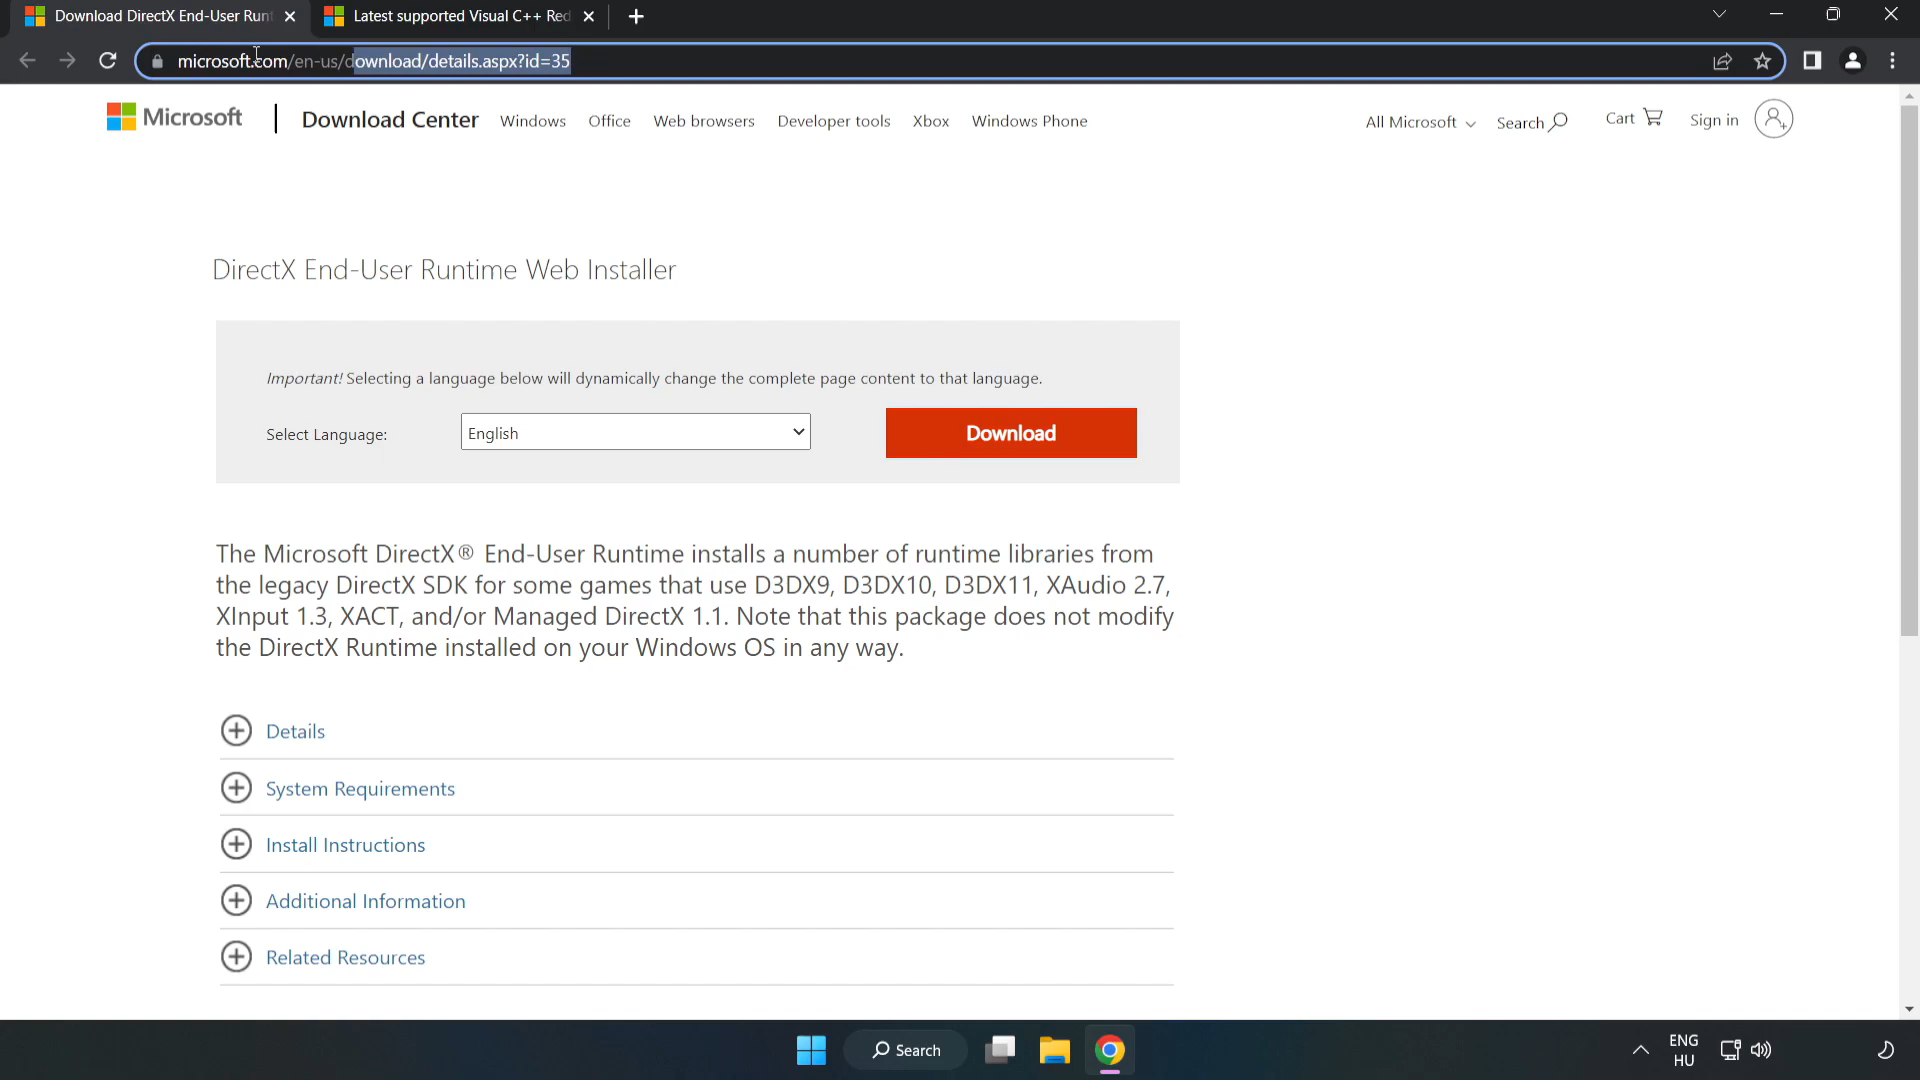 Download DirectX End-User Runt
Latest supported Visual C++ Red
microsoft.com/en-us/download/details.aspx?id=35
Microsoft
Download Center
Windows
Office
Web browsers
Developer tools
Xbox
Windows Phone
All Microsoft
Search
Cart
Sign in
DirectX End-User Runtime Web Installer
Important! Selecting a language below will dynamically change the complete page content to that language.
Select Language:
English
Download
The Microsoft DirectX® End-User Runtime installs a number of runtime libraries from
the legacy DirectX SDK for some games that use D3DX9, D3DX10, D3DX11, XAudio 2.7,
XInput 1.3, XACT, and/or Managed DirectX 1.1. Note that this package does not modify
the DirectX Runtime installed on your Windows OS in any way.
Details
System Requirements
Install Instructions
Additional Information
Related Resources
Search
ENG
HU